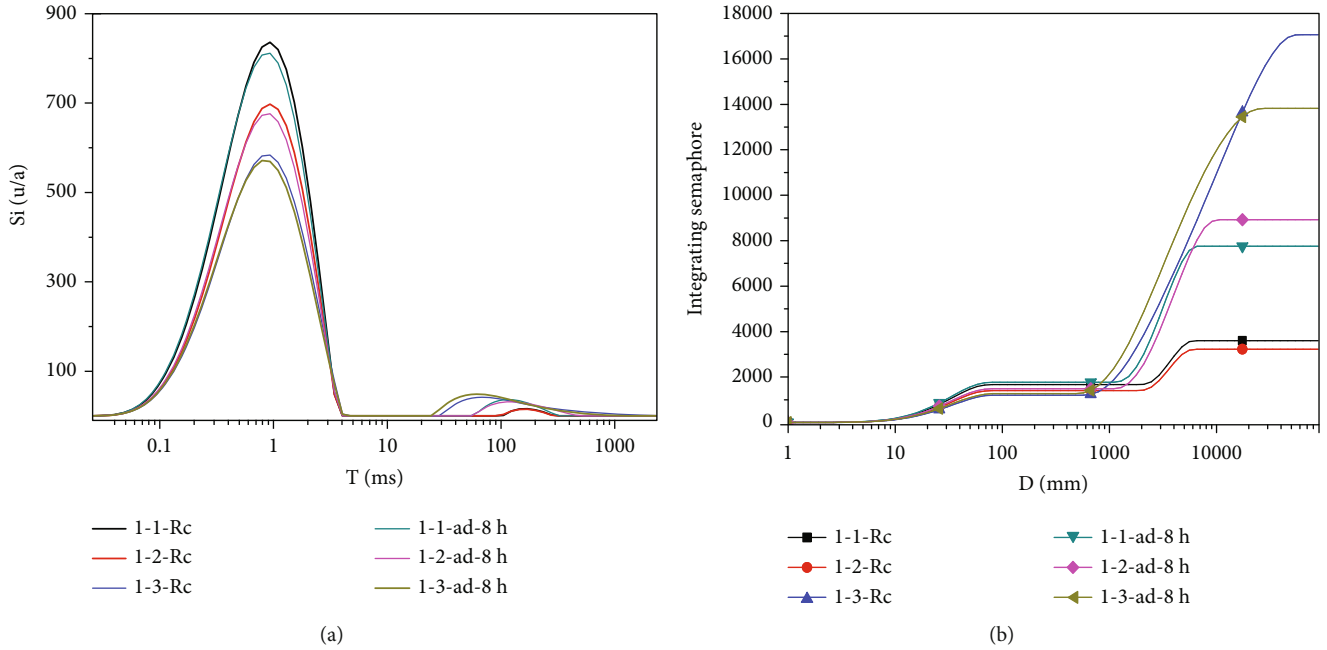 900
700
500
300
100
Si (u/a)
0.1
1
10
100
1000
T (ms)
1-1-Rc
1-2-Rc
1-3-Rc
1-1-ad-8 h
1-2-ad-8 h
1-3-ad-8 h
(a)
18000
16000
14000
12000
10000
8000
6000
4000
2000
0
Integrating semaphore
1
10
100
1000
10000
D (mm)
1-1-Rc
1-2-Rc
1-3-Rc
1-1-ad-8 h
1-2-ad-8 h
1-3-ad-8 h
(b)